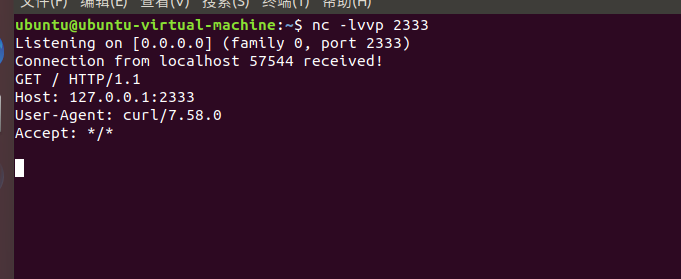 文件(F) 编辑(E) 查看(V) 搜索(S) 终端(T) 帮助(H)
ubuntu@ubuntu-virtual-machine:~$ nc -lvvp 2333
Listening on [0.0.0.0] (family 0, port 2333)
Connection from localhost 57544 received!
GET / HTTP/1.1
Host: 127.0.0.1:2333
User-Agent: curl/7.58.0
Accept: */*